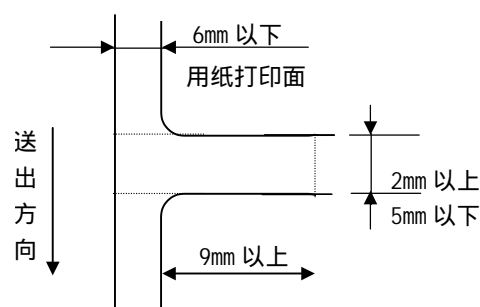 6mm 以下
用纸打印面
送出方向
2mm 以上
5mm 以下
9mm 以上